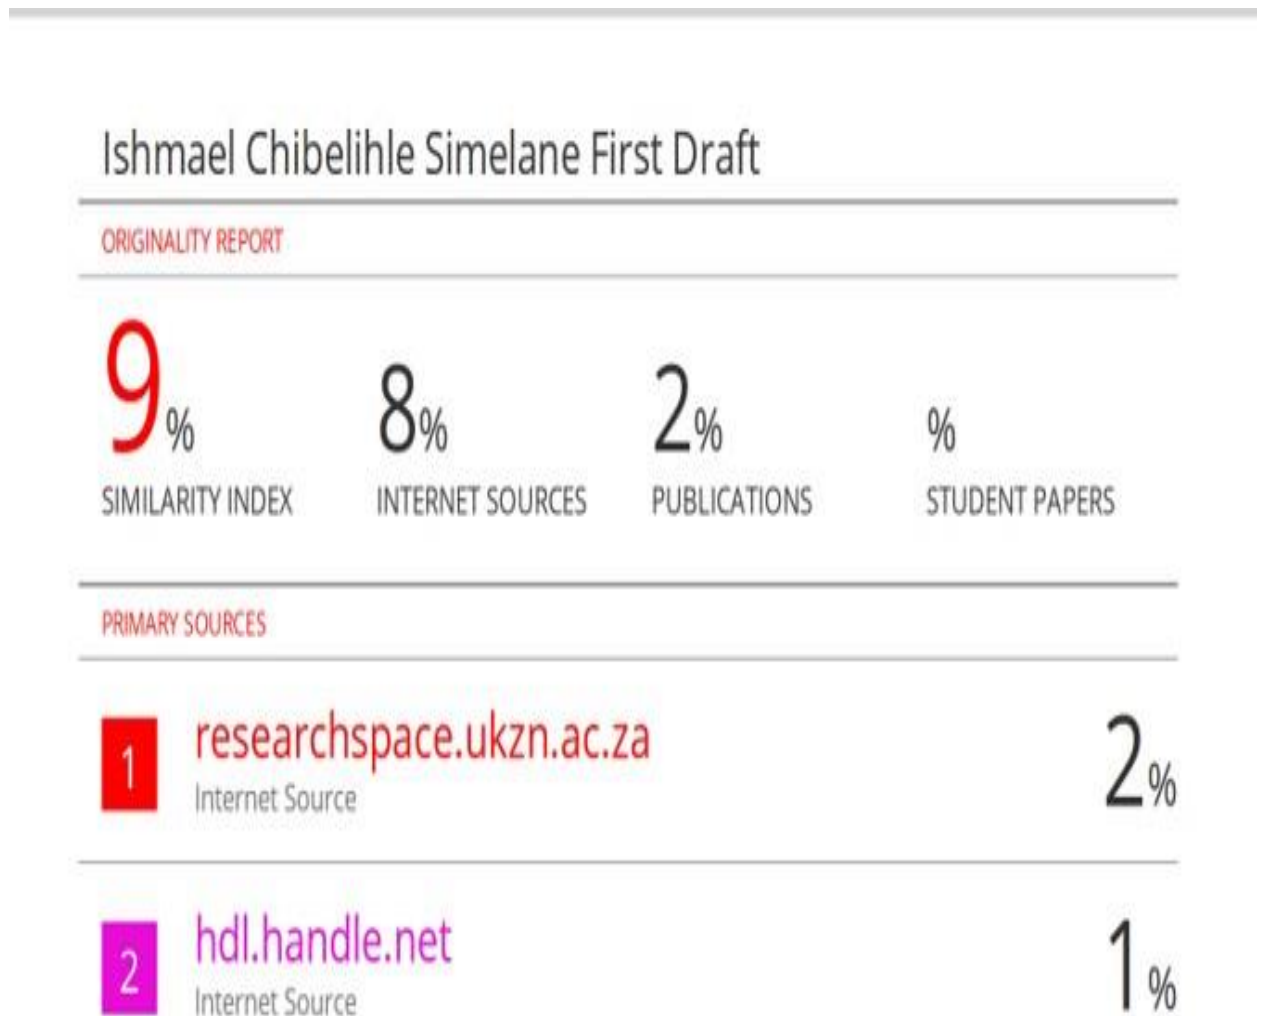 Ishmael Chibelihle Simelane First Draft
ORIGINALITY REPORT
9% 8% 2% %
SIMILARITY INDEX INTERNET SOURCES PUBLICATIONS STUDENT PAPERS
PRIMARY SOURCES
1 researchspace.ukzn.ac.za 2%
Internet Source
2 hdl.handle.net 1%
Internet Source